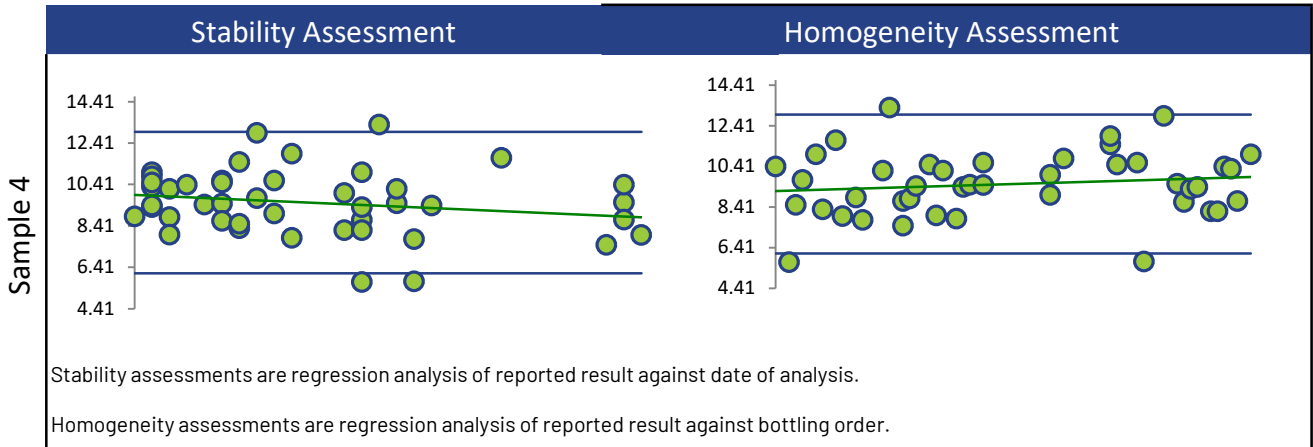 Stability Assessment
Homogeneity Assessment
Sample 4
14.41
12.41
10.41
8.41
6.41
4.41
14.41
12.41
10.41
8.41
6.41
4.41
Stability assessments are regression analysis of reported result against date of analysis.
Homogeneity assessments are regression analysis of reported result against bottling order.